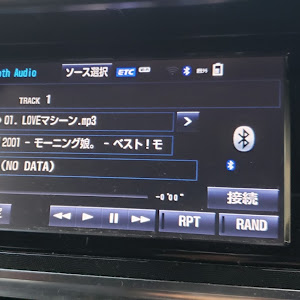 oth Audio ソース選択 ETC
TRACK 1
01. LOVEマシーン.mp3 >
2001 - モーニング娘。 - ベスト!モ
(NO DATA)
-0'00"
接続
RPT RAND